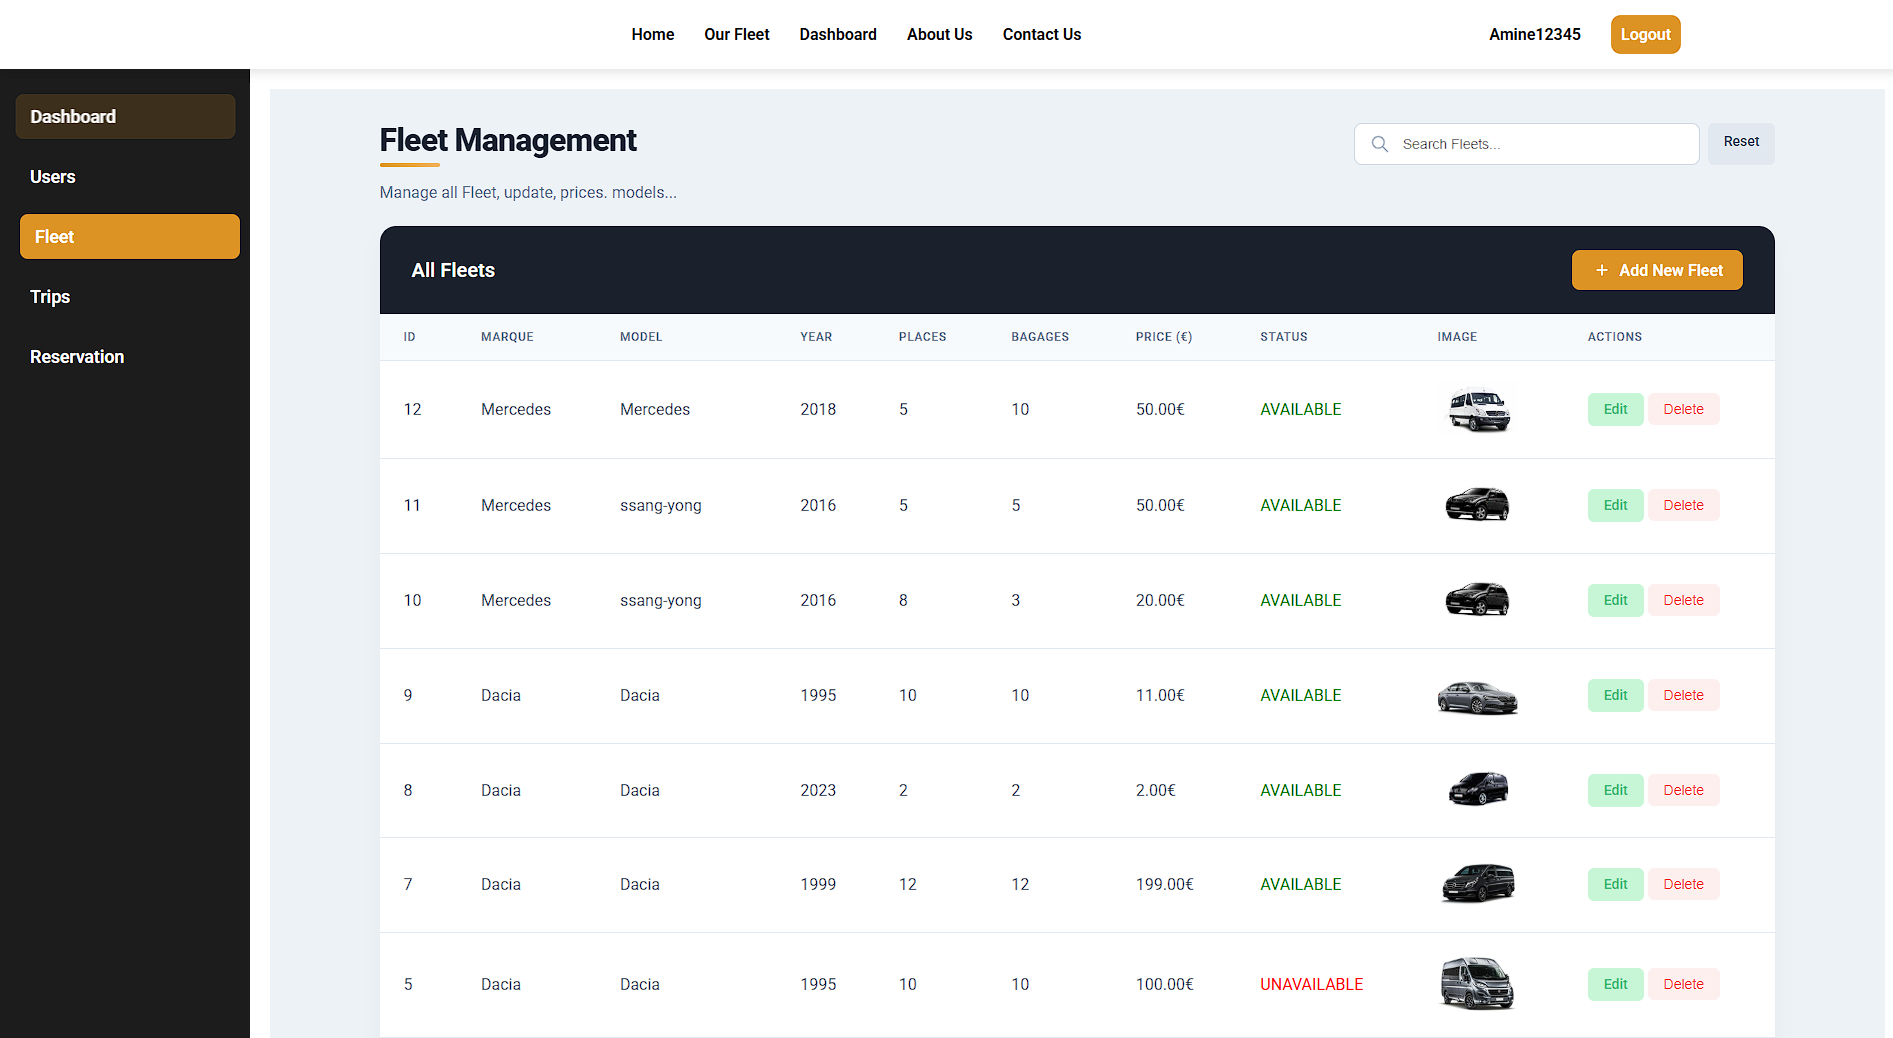 Home Our Fleet Dashboard About Us Contact Us Amine12345 Logout
Dashboard
Users
Fleet
Trips
Reservation
Fleet Management
Manage all Fleet, update, prices. models...
Search Fleets...
Reset
All Fleets
+ Add New Fleet
ID MARQUE MODEL YEAR PLACES BAGAGES PRICE (€) STATUS IMAGE ACTIONS
12 Mercedes Mercedes 2018 5 10 50.00€ AVAILABLE Edit Delete
11 Mercedes ssang-yong 2016 5 5 50.00€ AVAILABLE Edit Delete
10 Mercedes ssang-yong 2016 8 3 20.00€ AVAILABLE Edit Delete
9 Dacia Dacia 1995 10 10 11.00€ AVAILABLE Edit Delete
8 Dacia Dacia 2023 2 2 2.00€ AVAILABLE Edit Delete
7 Dacia Dacia 1999 12 12 199.00€ AVAILABLE Edit Delete
5 Dacia Dacia 1995 10 10 100.00€ UNAVAILABLE Edit Delete